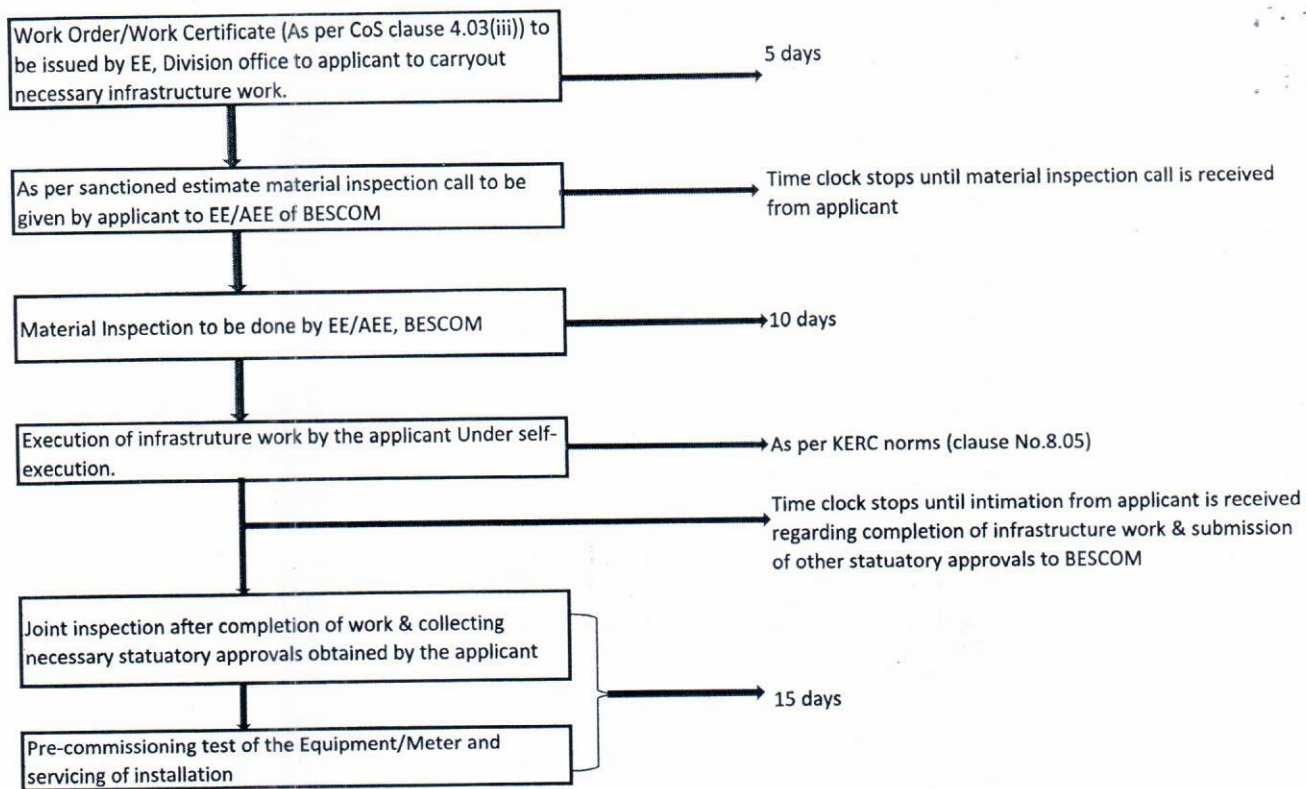 Work Order/Work Certificate (As per CoS clause 4.03(iii)) to
be issued by EE, Division office to applicant to carryout
necessary infrastructure work.
5 days
As per sanctioned estimate material inspection call to be
given by applicant to EE/AEE of BESCOM
Time clock stops until material inspection call is received
from applicant
Material Inspection to be done by EE/AEE, BESCOM
10 days
Execution of infrastruture work by the applicant Under self-
execution.
As per KERC norms (clause No.8.05)
Time clock stops until intimation from applicant is received
regarding completion of infrastructure work & submission
of other statuatory approvals to BESCOM
Joint inspection after completion of work & collecting
necessary statuatory approvals obtained by the applicant
15 days
Pre-commissioning test of the Equipment/Meter and
servicing of installation